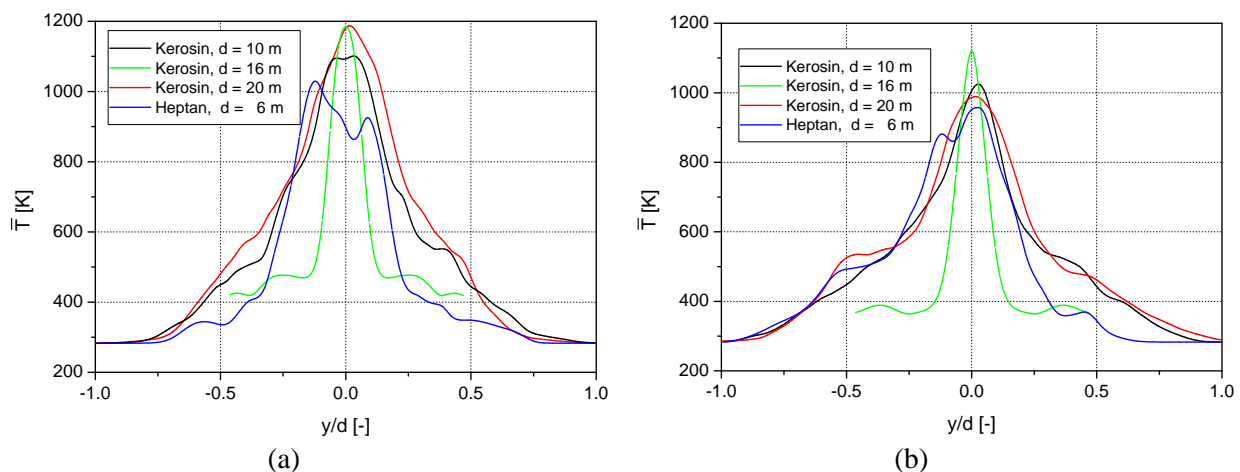 1200
1000
800
600
400
200
T̅ [K]
Kerosin, d = 10 m
Kerosin, d = 16 m
Kerosin, d = 20 m
Heptan, d = 6 m
-1.0
-0.5
0.0
0.5
1.0
y/d [-]
(a)
1200
1000
800
600
400
200
T̅ [K]
Kerosin, d = 10 m
Kerosin, d = 16 m
Kerosin, d = 20 m
Heptan, d = 6 m
-1.0
-0.5
0.0
0.5
1.0
y/d [-]
(b)